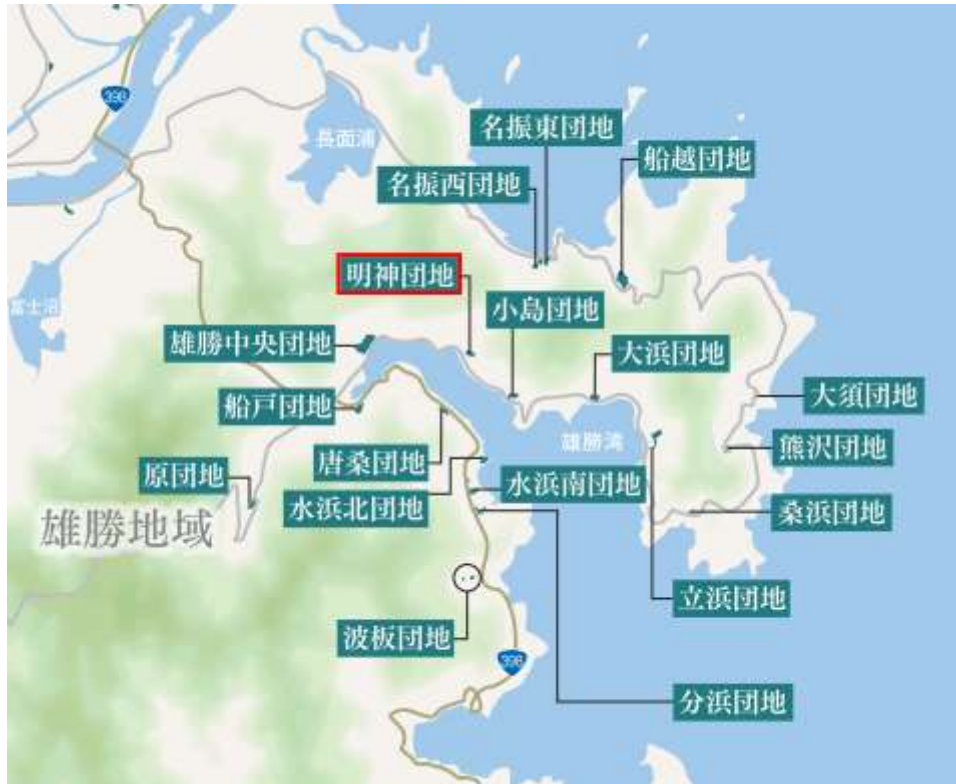 名振東団地
398
長面浦
船越団地
名振西団地
明神団地
富士沼
小島団地
雄勝中央団地
大浜団地
船戸団地
大須団地
雄勝湾
唐桑団地
熊沢団地
原団地
水浜北団地
水浜南団地
雄勝地域
桑浜団地
立浜団地
波板団地
398
分浜団地